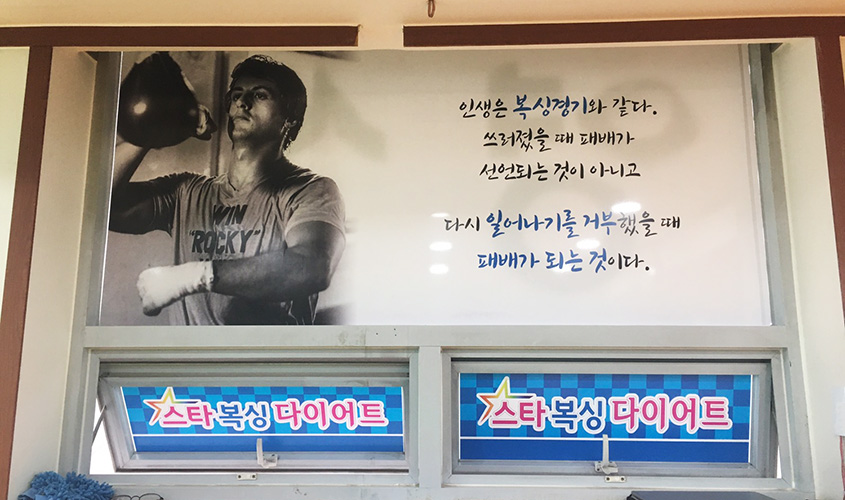 WIN
"ROCKY"
인생은 복싱경기와 같다.
쓰러졌을 때 패배가
선언되는 것이 아니고
다시 일어나기를 거부했을 때
패배가 되는 것이다.
스타복싱다이어트
스타복싱다이어트